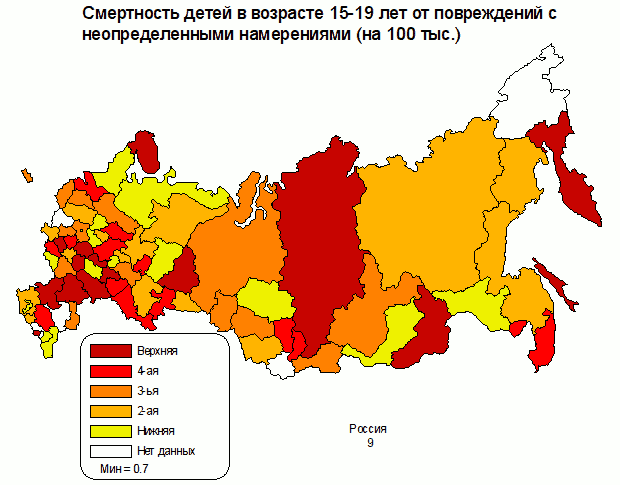 Смертность детей в возрасте 15-19 лет от повреждений с
неопределенными намерениями (на 100 тыс.)
Верхняя
4-ая
3-ья
2-ая
Нижняя
Нет данных
Мин = 0.7
Россия
9